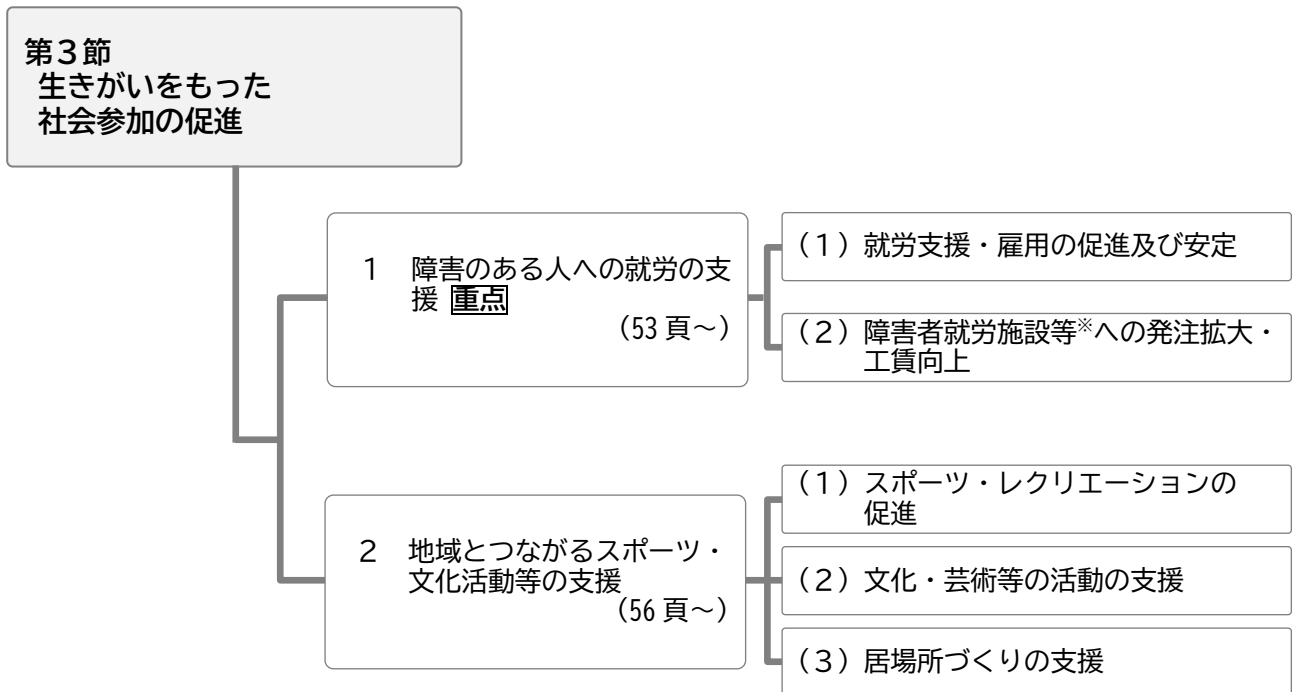 第3節
生きがいをもった
社会参加の促進
1 障害のある人への就労の支
援 重点
(53 頁～)
(1)就労支援・雇用の促進及び安定
(2)障害者就労施設等※への発注拡大・
工賃向上
2 地域とつながるスポーツ・
文化活動等の支援
(56 頁～)
(1)スポーツ・レクリエーションの
促進
(2)文化・芸術等の活動の支援
(3)居場所づくりの支援